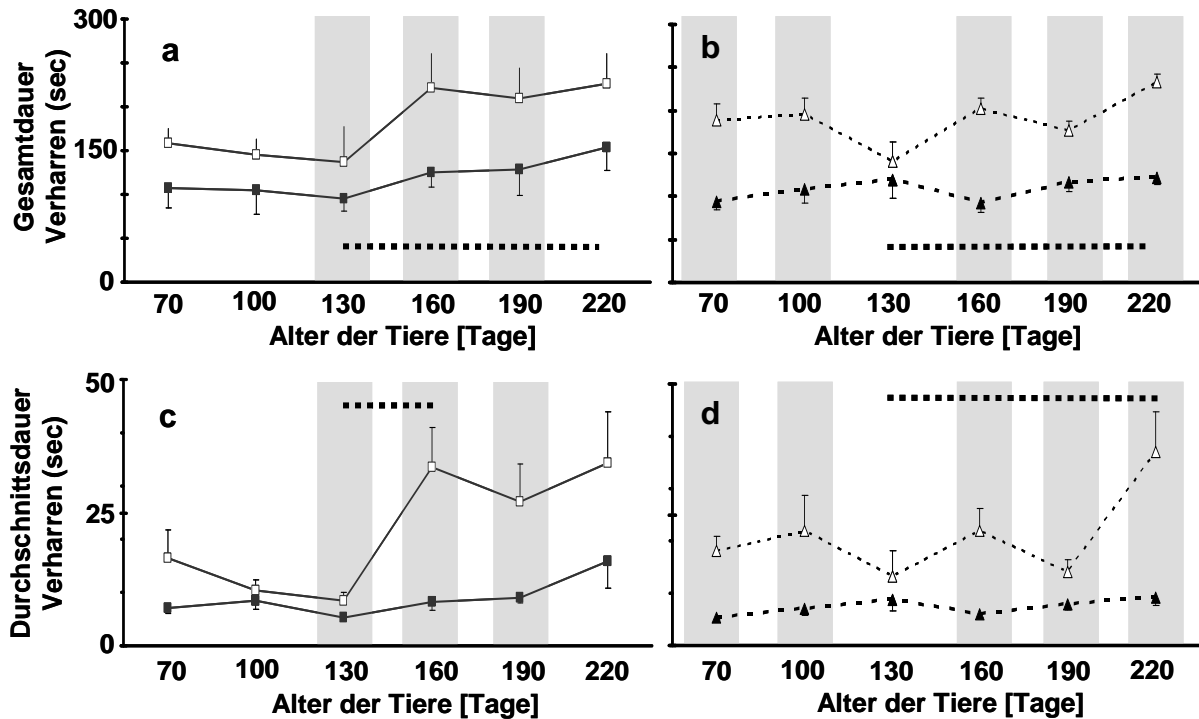 Gesamtdauer
Verharren (sec)
300
150
0
a
70 100 130 160 190 220
Alter der Tiere [Tage]
b
70 100 130 160 190 220
Alter der Tiere [Tage]
Durchschnittsdauer
Verharren (sec)
50
25
0
c
70 100 130 160 190 220
Alter der Tiere [Tage]
d
70 100 130 160 190 220
Alter der Tiere [Tage]